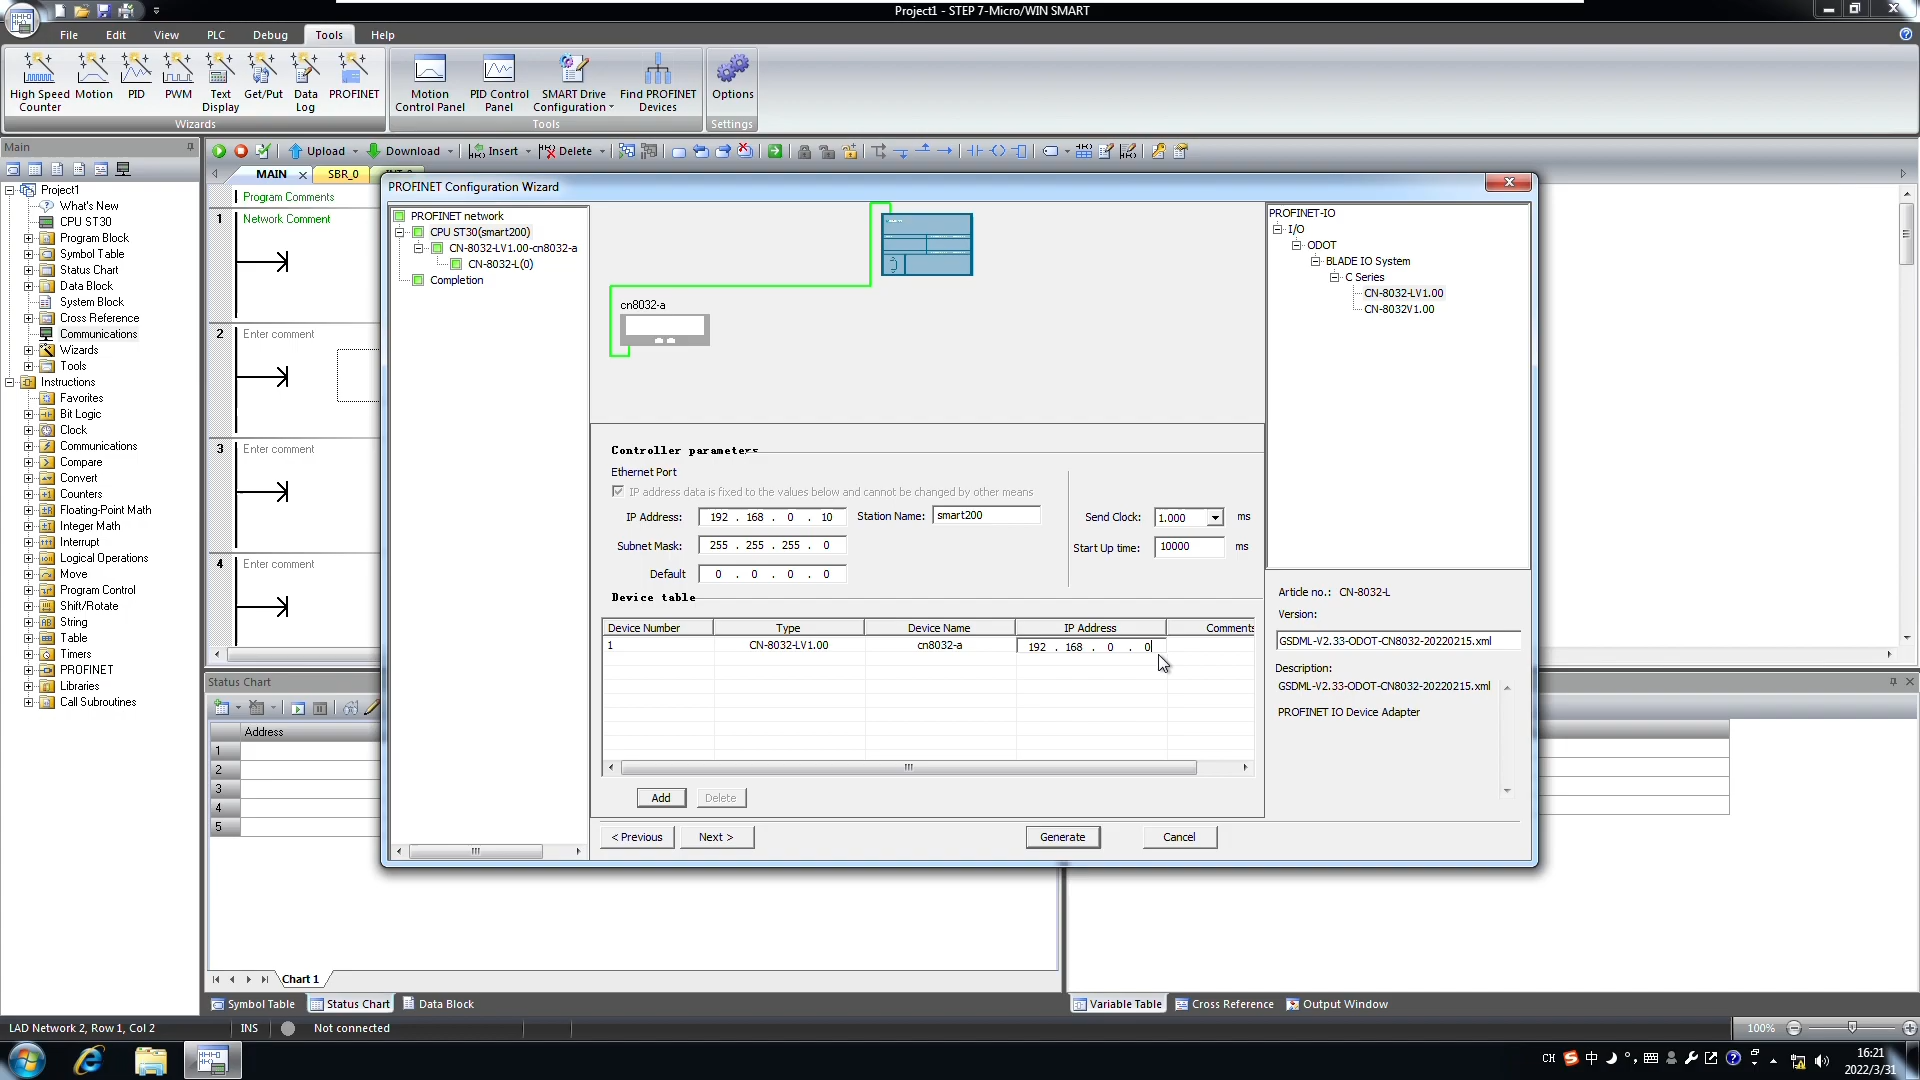 Project1 - STEP 7-Micro/WIN SMART
File Edit View PLC Debug Tools Help
High Speed Counter
Motion
PID
PWM
Text Display
Get/Put
Data Log
PROFINET
Wizards
Motion Control Panel
PID Control Panel
SMART Drive Configuration
Find PROFINET Devices
Tools
Options
Settings
Main
Project1
What's New
CPU ST30
Program Block
Symbol Table
Status Chart
Data Block
System Block
Cross Reference
Communications
Wizards
Tools
Instructions
Favorites
Bit Logic
Clock
Communications
Compare
Convert
Counters
Floating-Point Math
Integer Math
Interrupt
Logical Operations
Move
Program Control
Shift/Rotate
String
Table
Timers
PROFINET
Libraries
Call Subroutines
Upload Download Insert Delete
MAIN SBR_0
Program Comments
1 Network Comment
2 Enter comment
3 Enter comment
4 Enter comment
PROFINET Configuration Wizard
PROFINET network
CPU ST30(smart200)
CN-8032-LV1.00-cn8032-a
CN-8032-L(0)
Completion
cn8032-a
Controller parameters
Ethernet Port
IP address data is fixed to the values below and cannot be changed by other means
IP Address: 192 . 168 . 0 . 10 Station Name: smart200
Subnet Mask: 255 . 255 . 255 . 0
Default 0 . 0 . 0 . 0
Send Clock: 1.000 ms
Start Up time: 10000 ms
Device table
Device Number Type Device Name IP Address Comments
1 CN-8032-LV1.00 cn8032-a 192 . 168 . 0 . 0
Add Delete
< Previous Next > Generate Cancel
PROFINET-IO
I/O
ODOT
BLADE IO System
C Series
CN-8032-LV1.00
CN-8032V1.00
Article no.: CN-8032-L
Version:
GSDML-V2.33-ODOT-CN8032-20220215.xml
Description:
GSDML-V2.33-ODOT-CN8032-20220215.xml
PROFINET IO Device Adapter
Status Chart
Address
1
2
3
4
5
Chart 1
Symbol Table Status Chart Data Block
Variable Table Cross Reference Output Window
LAD Network 2, Row 1, Col 2 INS Not connected
100%
CH 中
16:21
2022/3/31